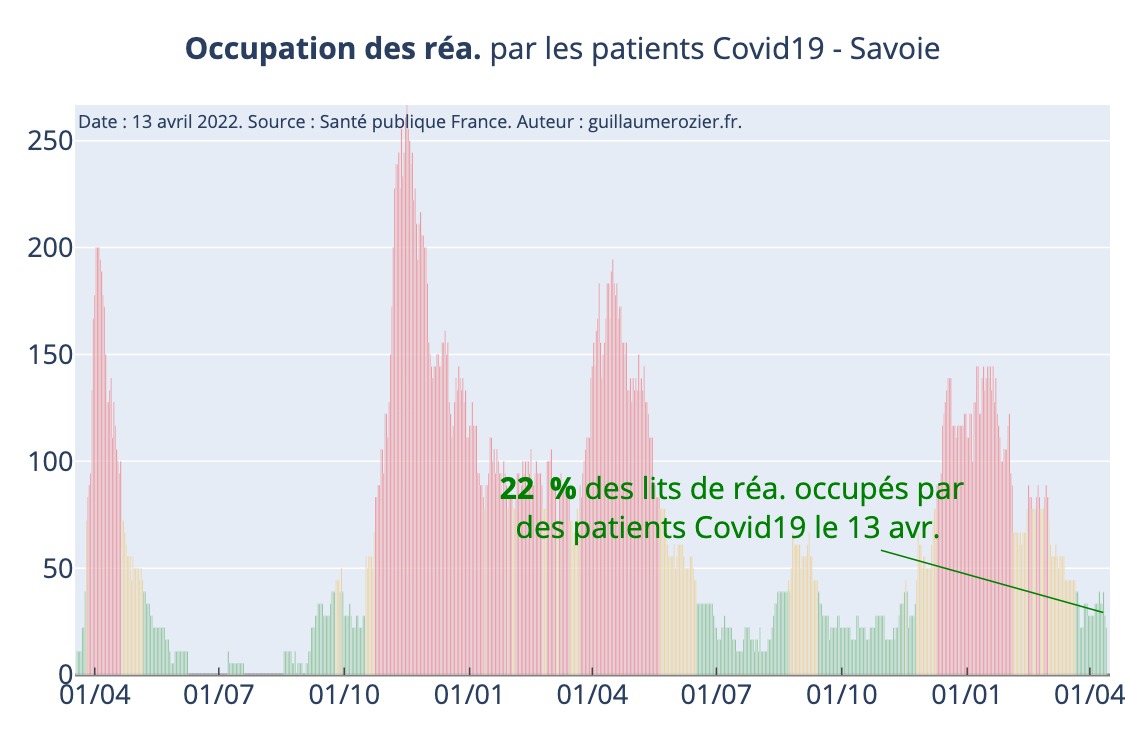 Occupation des réa. par les patients Covid19 - Savoie
Date : 13 avril 2022. Source : Santé publique France. Auteur : guillaumerozier.fr.
250
200
150
100
22 % des lits de réa. occupés par
des patients Covid19 le 13 avr.
50
0
01/04 01/07 01/10 01/01 01/04 01/07 01/10 01/01 01/04